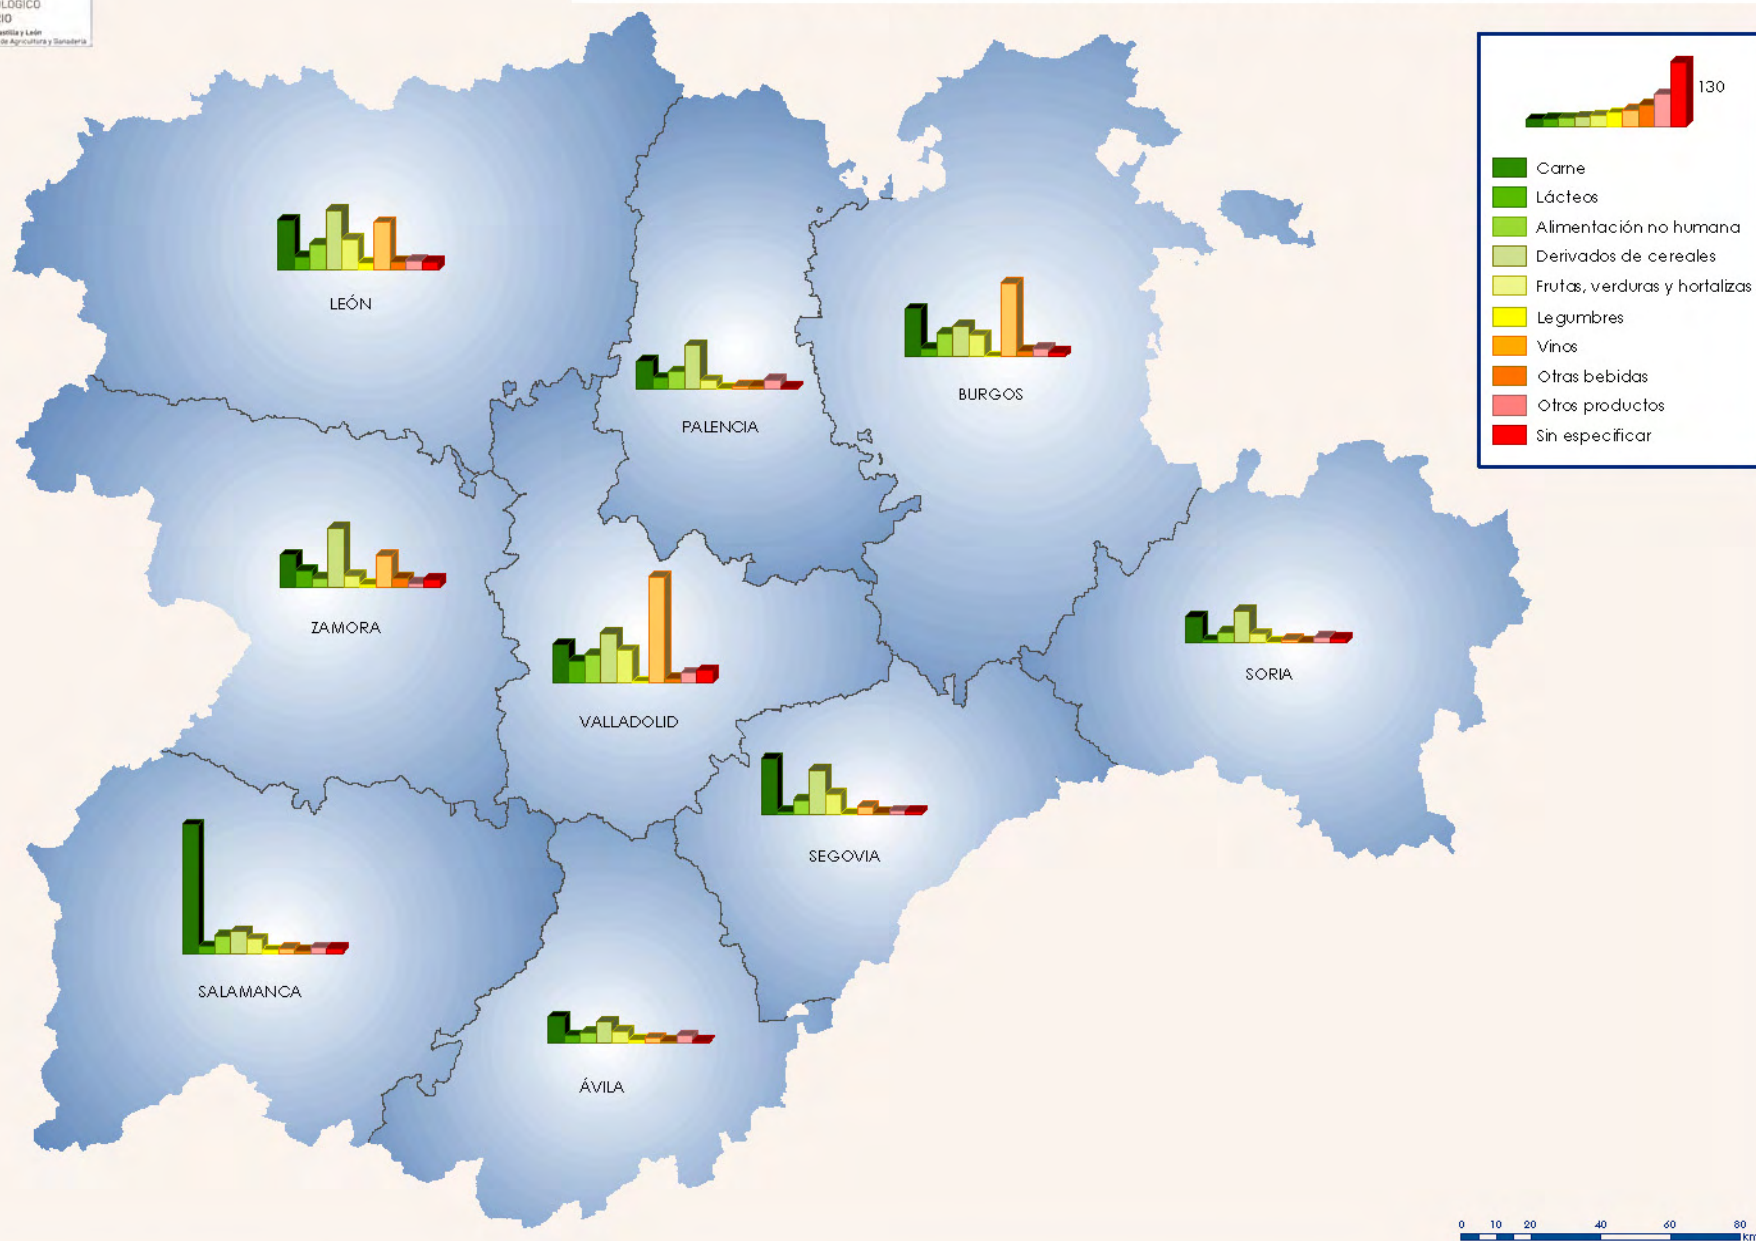 RIO
130
Carne
Lácteos
Alimentación no humana
Derivados de cereales
Frutas, verduras y hortalizas
Legumbres
Vinos
Otras bebidas
Otros productos
Sin especificar
LEÓN
PALENCIA
BURGOS
ZAMORA
VALLADOLID
SORIA
SEGOVIA
SALAMANCA
ÁVILA
0 10 20 40 60 80